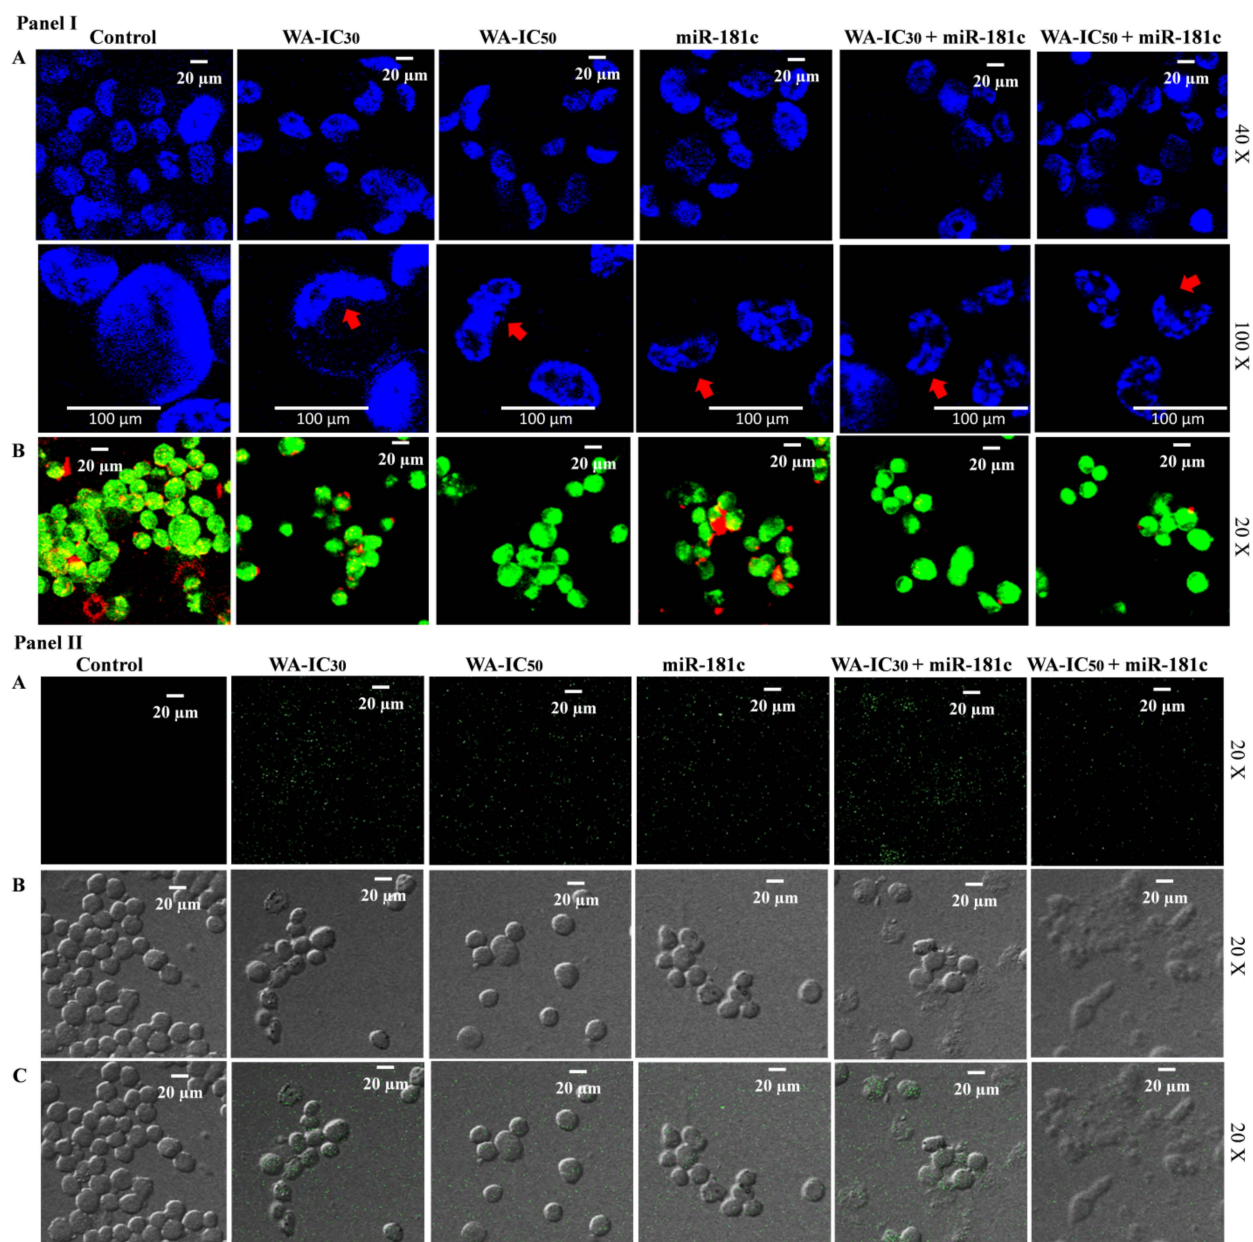 Panel I
Control WA-IC30 WA-IC50 miR-181c WA-IC30 + miR-181c WA-IC50 + miR-181c
A
20 µm 20 µm 20 µm 20 µm 20 µm 20 µm
40 X
100 µm 100 µm 100 µm 100 µm 100 µm 100 µm
100 X
B
20 µm 20 µm 20 µm 20 µm 20 µm 20 µm
20 X
Panel II
Control WA-IC30 WA-IC50 miR-181c WA-IC30 + miR-181c WA-IC50 + miR-181c
A
20 µm 20 µm 20 µm 20 µm 20 µm 20 µm
20 X
B
20 µm 20 µm 20 µm 20 µm 20 µm 20 µm
20 X
C
20 µm 20 µm 20 µm 20 µm 20 µm 20 µm
20 X